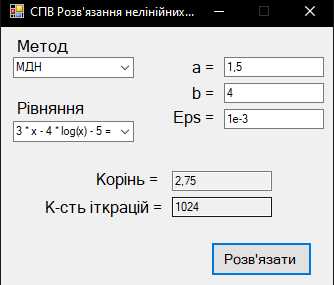 СПВ Розв'язання нелінійних...
Метод
МДН
a = 1,5
b = 4
Рівняння
Eps = 1e-3
3 * x - 4 * log(x) - 5 =
Корінь = 2,75
К-сть іткрацій = 1024
Розв'язати